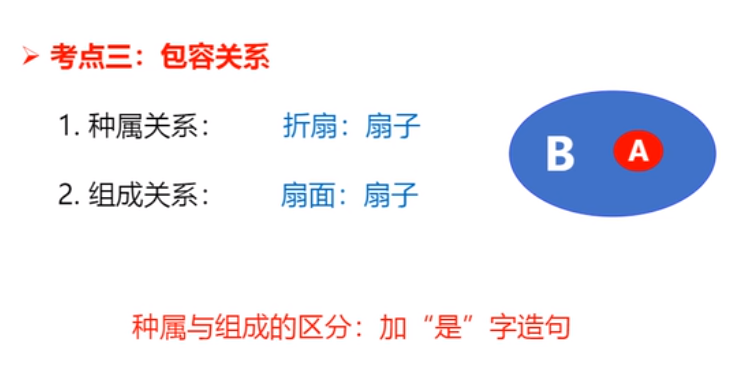 考点三：包容关系
1. 种属关系： 折扇：扇子
B A
2. 组成关系： 扇面：扇子
种属与组成的区分：加“是”字造句